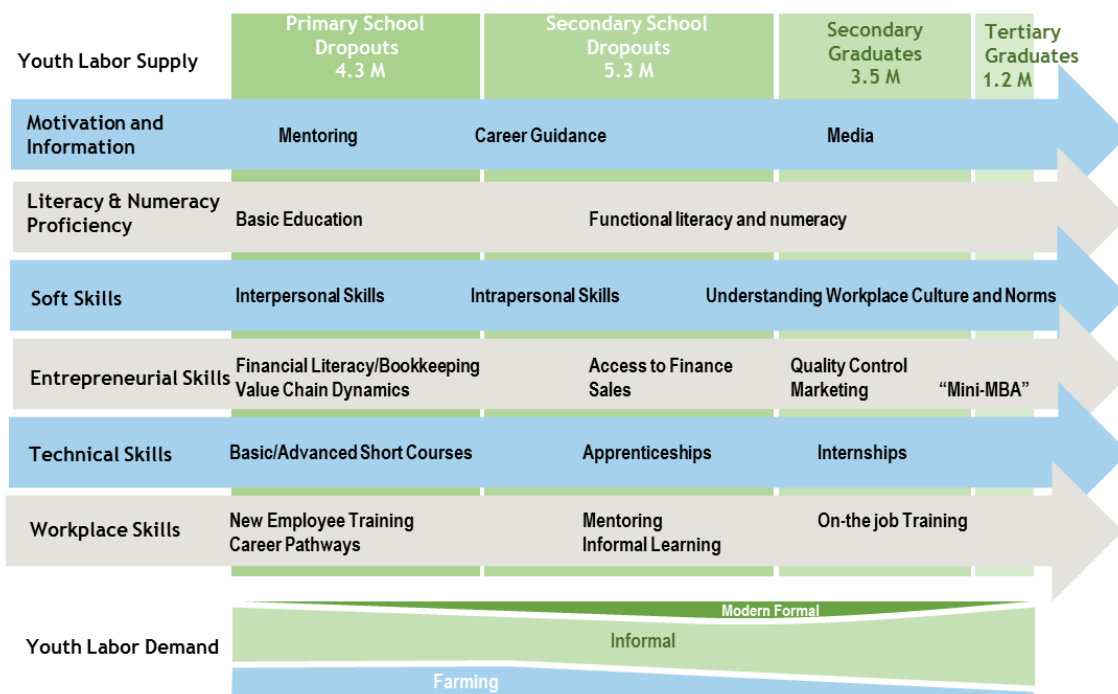 Youth Labor Supply
Primary School
Dropouts
4.3 M
Secondary School
Dropouts
5.3 M
Secondary
Graduates
3.5 M
Tertiary
Graduates
1.2 M
Motivation and
Information
Mentoring
Career Guidance
Media
Literacy & Numeracy
Proficiency
Basic Education
Functional literacy and numeracy
Soft Skills
Interpersonal Skills
Intrapersonal Skills
Understanding Workplace Culture and Norms
Entrepreneurial Skills
Financial Literacy/Bookkeeping
Value Chain Dynamics
Access to Finance
Sales
Quality Control
Marketing
“Mini-MBA”
Technical Skills
Basic/Advanced Short Courses
Apprenticeships
Internships
Workplace Skills
New Employee Training
Career Pathways
Mentoring
Informal Learning
On-the job Training
Youth Labor Demand
Modern Formal
Informal
Farming